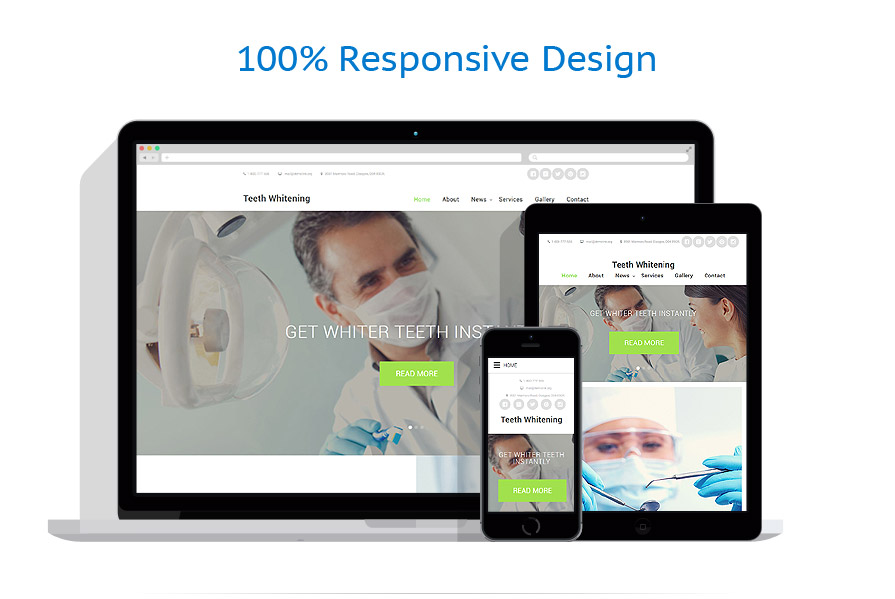 100% Responsive Design
Teeth Whitening
Home About News Services Gallery Contact
GET WHITER TEETH INST
READ MORE
Teeth Whitening
Home About News Services Gallery Contact
GET WHITER TEETH INSTANTLY
READ MORE
HOME
Teeth Whitening
GET WHITER TEETH
INSTANTLY
READ MORE